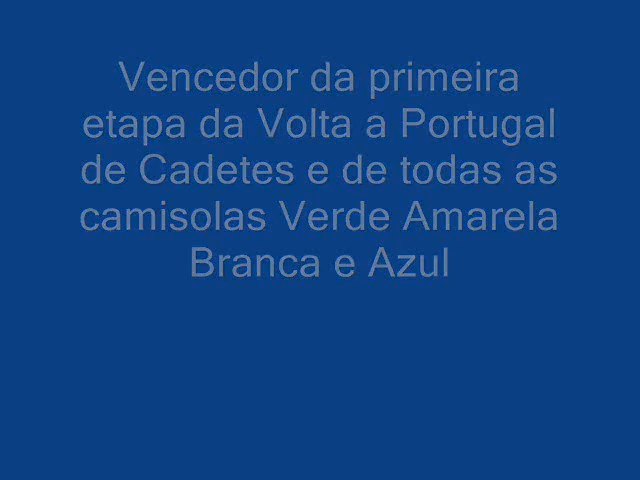 Vencedor da primeira
etapa da Volta a Portugal
de Cadetes e de todas as
camisolas Verde Amarela
Branca e Azul